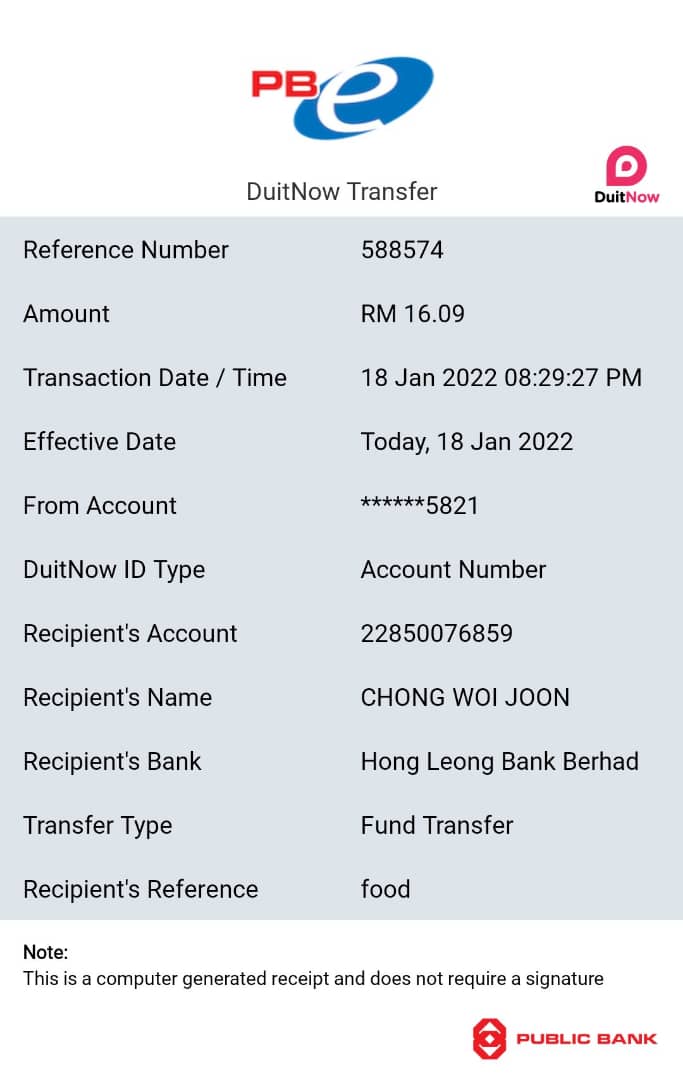 PBe
DuitNow Transfer
DuitNow
Reference Number 588574
Amount RM 16.09
Transaction Date / Time 18 Jan 2022 08:29:27 PM
Effective Date Today, 18 Jan 2022
From Account ******5821
DuitNow ID Type Account Number
Recipient's Account 22850076859
Recipient's Name CHONG WOI JOON
Recipient's Bank Hong Leong Bank Berhad
Transfer Type Fund Transfer
Recipient's Reference food
Note:
This is a computer generated receipt and does not require a signature
PUBLIC BANK